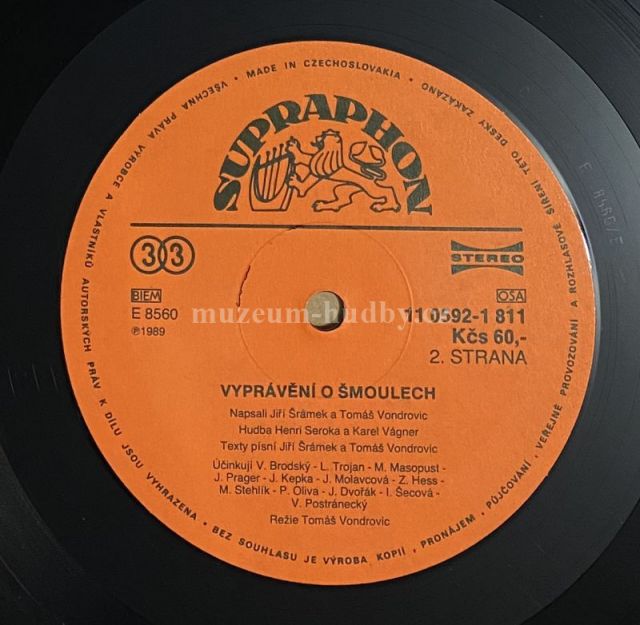 VŠECHNA PRÁVA VÝROBCE A VLASTNÍKŮ AUTORSKÝCH PRÁV K DÍLU JSOU VYHRAZENA • BEZ SOUHLASU JE VÝROBA KOPIÍ, PRONÁJEM • PŮJČOVÁNÍ • VEŘEJNÉ PROVOZOVÁNÍ A ROZHLASOVÉ ŠÍŘENÍ TÉTO DESKY ZAKÁZÁNO • MADE IN CZECHOSLOVAKIA •
SUPRAPHON
33
STEREO
BIEM
OSA
E 8560
11 0592-1 811
℗1989
Kčs 60,-
muzeum-hudby
2. STRANA
VYPRÁVĚNÍ O ŠMOULECH
Napsali Jiří Šrámek a Tomáš Vondrovic
Hudba Henri Seroka a Karel Vágner
Texty písní Jiří Šrámek a Tomáš Vondrovic
Účinkují V. Brodský - L. Trojan - M. Masopust -
J. Prager - J. Kepka - J. Molavcová - Z. Hess -
M. Stehlík - P. Oliva - J. Dvořák - I. Šecová -
V. Postránecký
Režie Tomáš Vondrovic